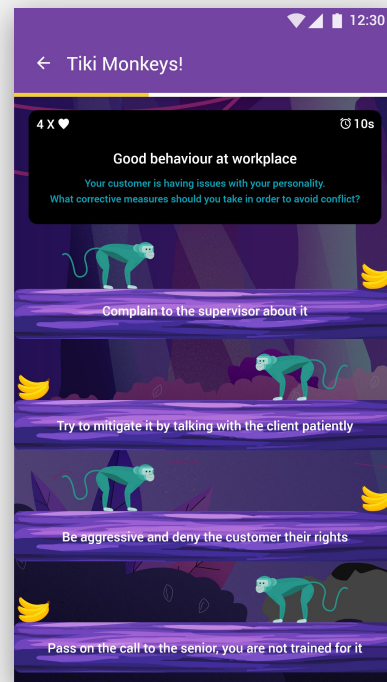 12:30
Tiki Monkeys!
4 X
10s
Good behaviour at workplace
Your customer is having issues with your personality.
What corrective measures should you take in order to avoid conflict?
Complain to the supervisor about it
Try to mitigate it by talking with the client patiently
Be aggressive and deny the customer their rights
Pass on the call to the senior, you are not trained for it